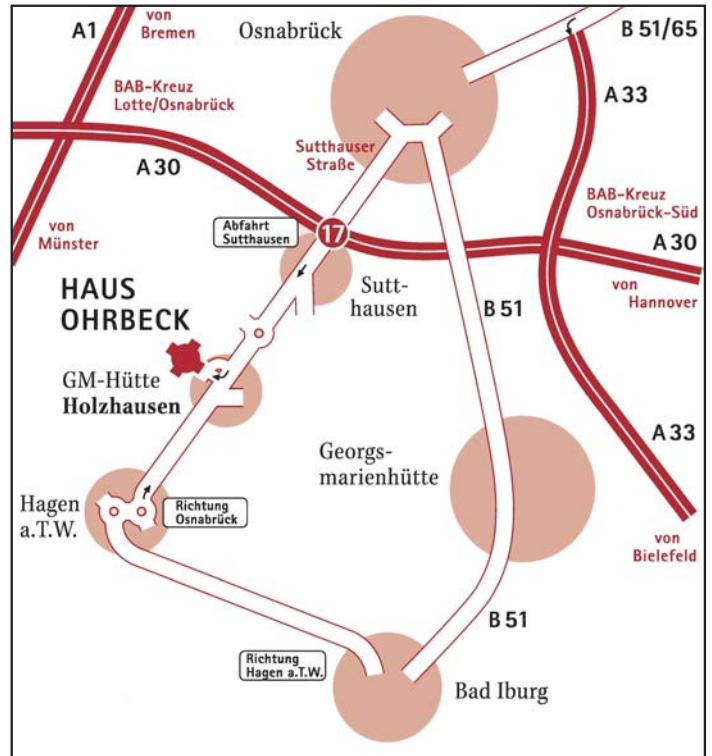 A1
von
Bremen
Osnabrück
B 51/65
BAB-Kreuz
Lotte/Osnabrück
A 33
A 30
Sutthauser
Straße
von
Münster
Abfahrt
Sutthausen
17
BAB-Kreuz
Osnabrück-Süd
A 30
von
Hannover
HAUS
OHRBECK
Sutt-
hausen
B 51
GM-Hütte
Holzhausen
A 33
Georgs-
marienhütte
Hagen
a.T.W.
Richtung
Osnabrück
von
Bielefeld
B 51
Richtung
Hagen a.T.W.
Bad Iburg